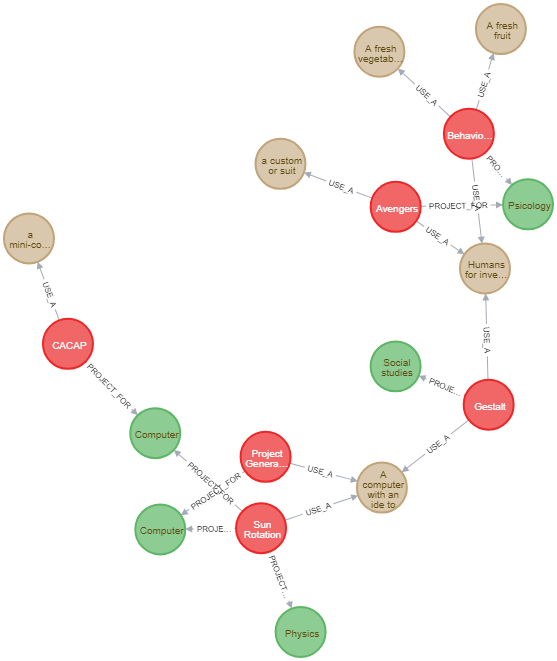 A fresh
fruit
A fresh
vegetab...
USE_A
USE_A
Behavio...
PRO...
a custom
or suit
USE_A
USE_A
Avengers
PROJECT_FOR
Psicology
USE_A
a
mini-co...
Humans
for inve...
USE_A
USE_A
CACAP
Social
studies
PROJE...
Gestalt
PROJECT_FOR
Computer
USE_A
Project
Genera...
USE_A
PROJECT_FOR
PROJECT_FOR
A
computer
with an
ide to
USE_A
Computer
PROJE...
Sun
Rotation
PROJECT...
Physics